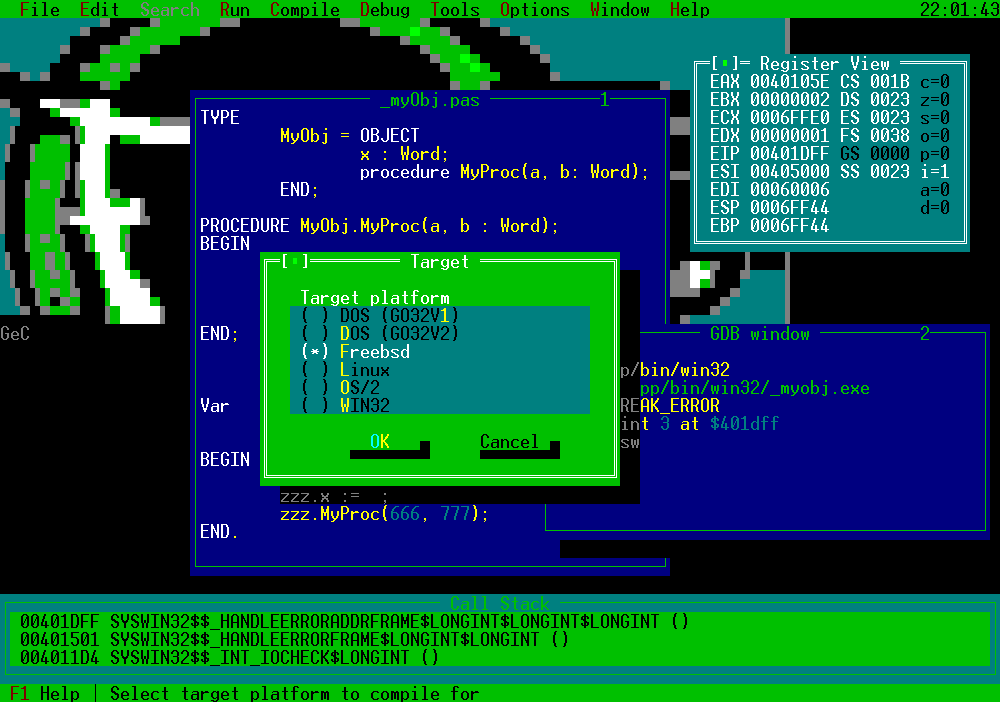 File Edit Search Run Compile Debug Tools Options Window Help 22:01:43
[▪] Register View
EAX 0040105E CS 001B c=0
EBX 00000002 DS 0023 z=0
ECX 0006FFE0 ES 0023 s=0
EDX 00000001 FS 0038 o=0
EIP 00401DFF GS 0000 p=0
ESI 00405000 SS 0023 i=1
EDI 00060006 a=0
ESP 0006FF44 d=0
EBP 0006FF44
_myObj.pas 1
TYPE
MyObj = OBJECT
x : Word;
procedure MyProc(a, b: Word);
END;
PROCEDURE MyObj.MyProc(a, b : Word);
BEGIN
END;
Var
BEGIN
zzz.x := ;
zzz.MyProc(666, 777);
END.
[▪] Target
Target platform
( ) DOS (GO32V1)
( ) DOS (GO32V2)
(*) Freebsd
( ) Linux
( ) OS/2
( ) WIN32
OK Cancel
GeC
GDB window 2
p/bin/win32
pp/bin/win32/_myobj.exe
REAK_ERROR
int 3 at $401dff
sw
Call Stack
00401DFF SYSWIN32$$_HANDLEERRORADDRFRAME$LONGINT$LONGINT$LONGINT ()
00401501 SYSWIN32$$_HANDLEERRORFRAME$LONGINT$LONGINT ()
004011D4 SYSWIN32$$_INT_IOCHECK$LONGINT ()
F1 Help | Select target platform to compile for